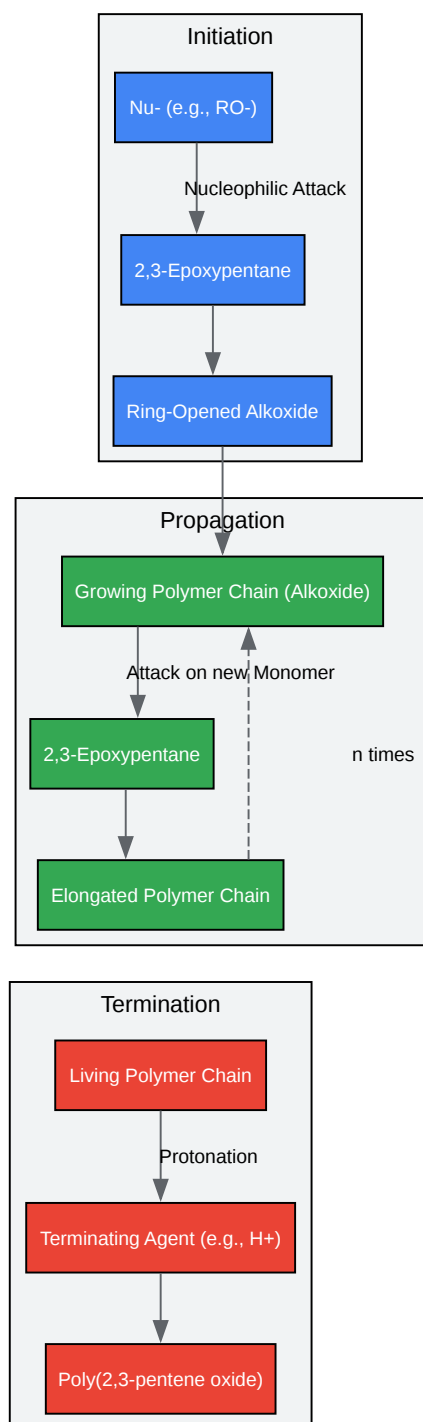 Initiation
Nu- (e.g., RO-)
Nucleophilic Attack
2,3-Epoxypentane
Ring-Opened Alkoxide
Propagation
Growing Polymer Chain (Alkoxide)
Attack on new Monomer
2,3-Epoxypentane
n times
Elongated Polymer Chain
Termination
Living Polymer Chain
Protonation
Terminating Agent (e.g., H+)
Poly(2,3-pentene oxide)